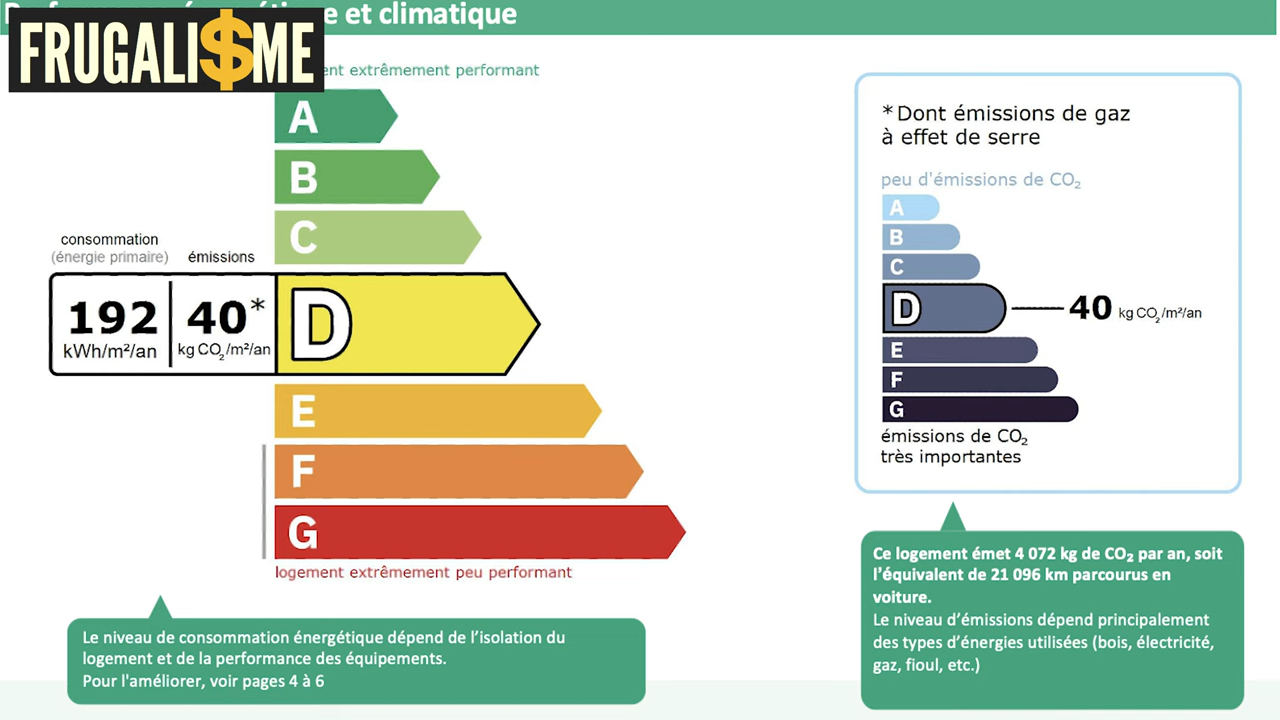 et climatique
FRUGALI$ME
extrêmement performant
A
B
C
consommation
(énergie primaire)
émissions
192
kWh/m²/an
40*
kg CO₂/m²/an
D
E
F
G
logement extrêmement peu performant
Le niveau de consommation énergétique dépend de l'isolation du
logement et de la performance des équipements.
Pour l'améliorer, voir pages 4 à 6
*Dont émissions de gaz
à effet de serre
peu d'émissions de CO₂
A
B
C
D
40 kg CO₂/m²/an
E
F
G
émissions de CO₂
très importantes
Ce logement émet 4 072 kg de CO₂ par an, soit
l'équivalent de 21 096 km parcourus en
voiture.
Le niveau d'émissions dépend principalement
des types d'énergies utilisées (bois, électricité,
gaz, fioul, etc.)